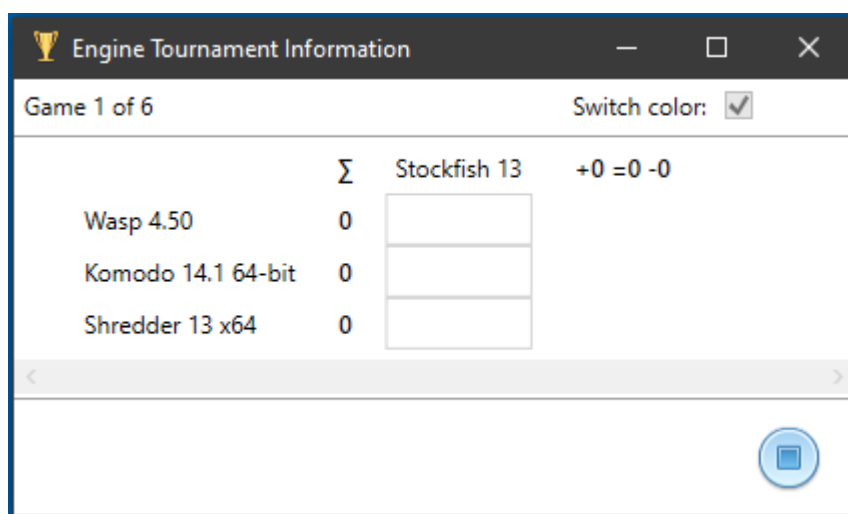 Engine Tournament Information
Game 1 of 6 Switch color:
Σ Stockfish 13 +0 =0 -0
Wasp 4.50 0
Komodo 14.1 64-bit 0
Shredder 13 x64 0